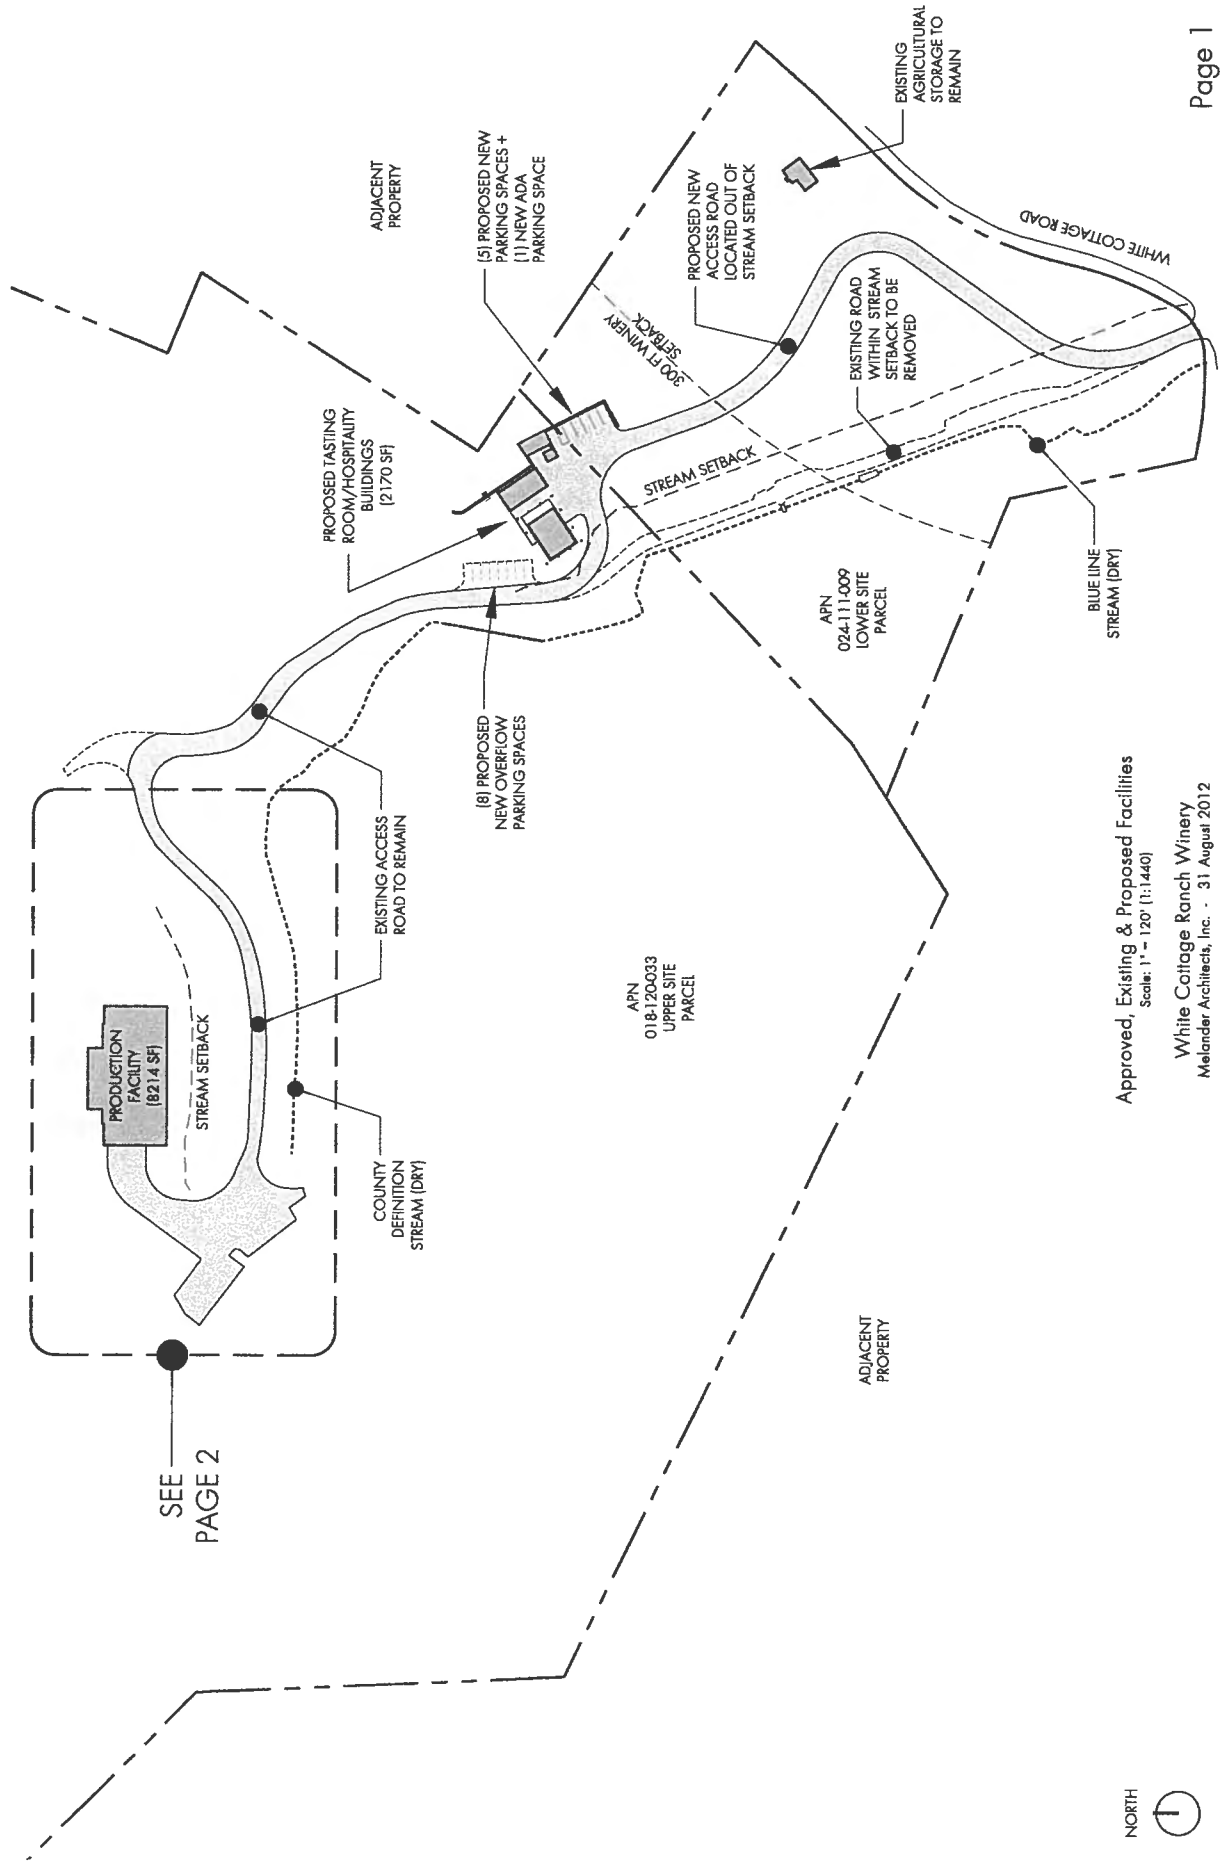 SEE
PAGE 2
PRODUCTION
FACILITY
(8214 SF)
STREAM SETBACK
COUNTY
DEFINITION
STREAM (DRY)
EXISTING ACCESS
ROAD TO REMAIN
(8) PROPOSED
NEW OVERFLOW
PARKING SPACES
PROPOSED TASTING
ROOM/HOSPITALITY
BUILDINGS
(2170 SF)
ADJACENT
PROPERTY
(5) PROPOSED NEW
PARKING SPACES +
(1) NEW ADA
PARKING SPACE
300 FT WINERY
SETBACK
STREAM SETBACK
PROPOSED NEW
ACCESS ROAD
LOCATED OUT OF
STREAM SETBACK
EXISTING
AGRICULTURAL
STORAGE TO
REMAIN
EXISTING ROAD
WITHIN STREAM
SETBACK TO BE
REMOVED
WHITE COTTAGE ROAD
APN
018-120-033
UPPER SITE
PARCEL
APN
024-111-009
LOWER SITE
PARCEL
BLUE LINE
STREAM (DRY)
ADJACENT
PROPERTY
NORTH
Approved, Existing & Proposed Facilities
Scale: 1" = 120' (1:1440)
White Cottage Ranch Winery
Melander Architects, Inc. - 31 August 2012
Page 1